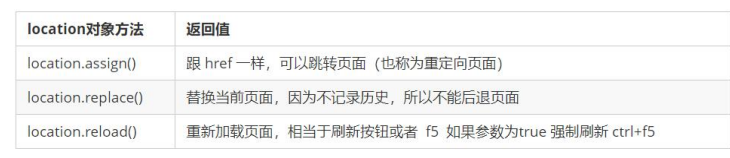 location对象方法 返回值
location.assign() 跟 href 一样，可以跳转页面（也称为重定向页面）
location.replace() 替换当前页面，因为不记录历史，所以不能后退页面
location.reload() 重新加载页面，相当于刷新按钮或者 f5 如果参数为true 强制刷新 ctrl+f5